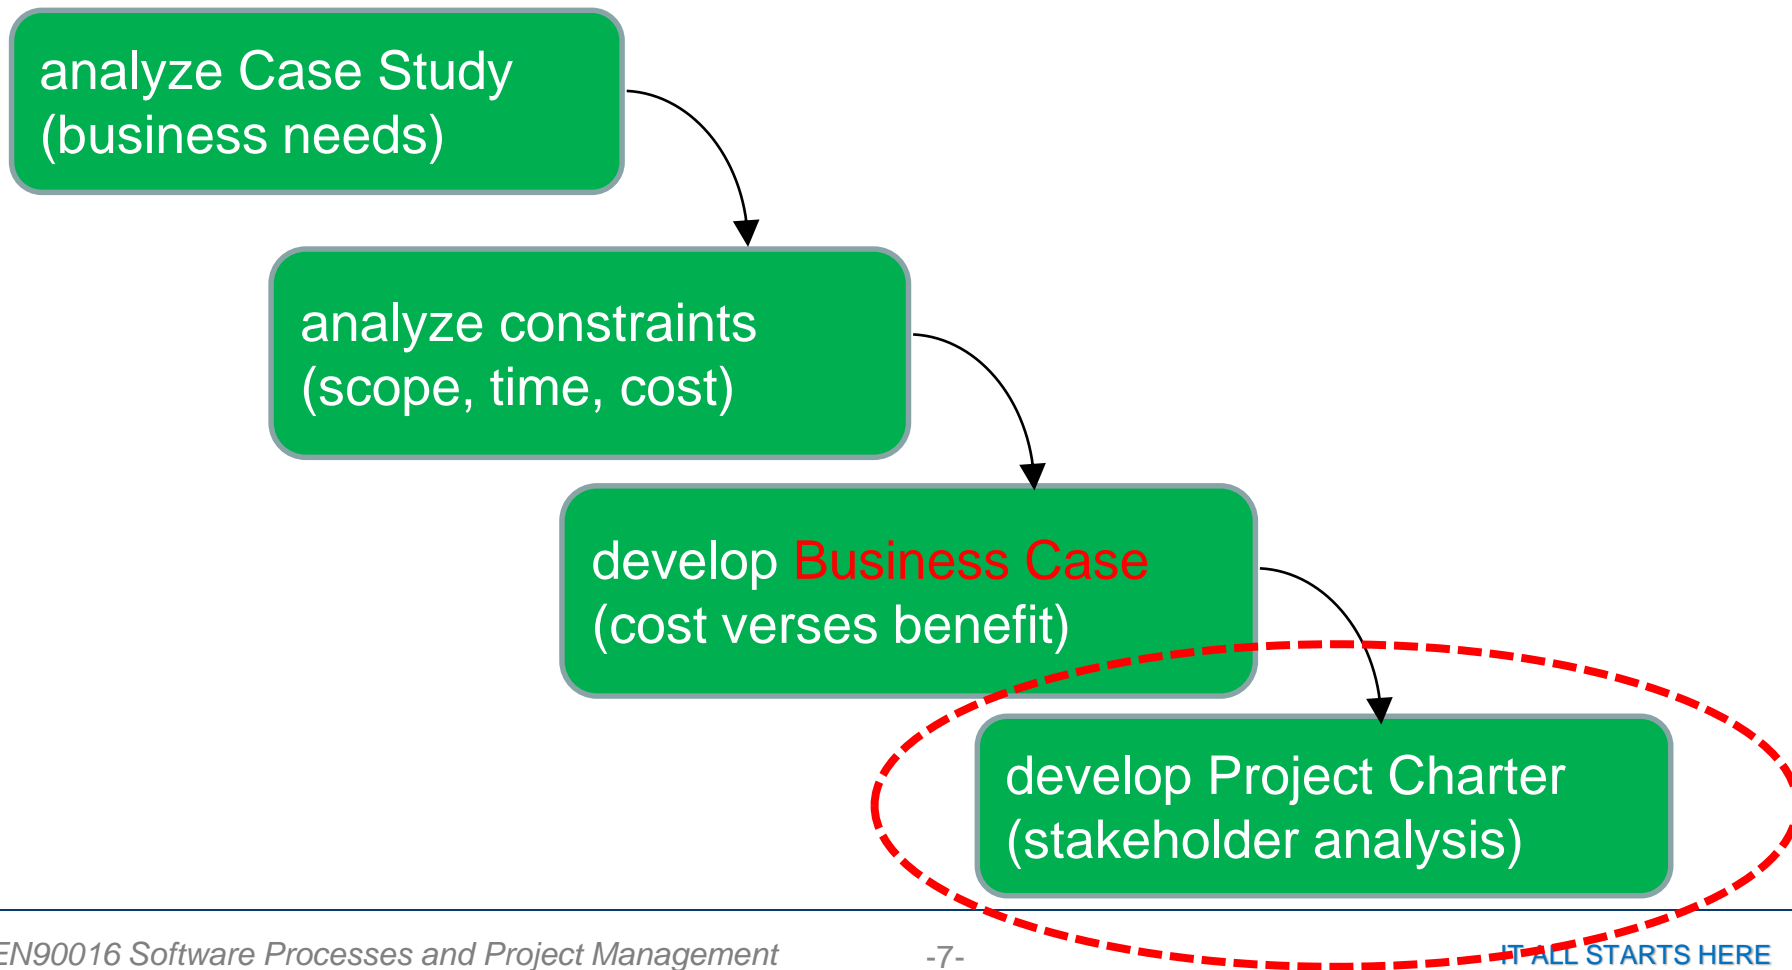 analyze Case Study
(business needs)
analyze constraints
(scope, time, cost)
develop Business Case
(cost verses benefit)
develop Project Charter
(stakeholder analysis)
EN90016 Software Processes and Project Management
-7-
IT ALL STARTS HERE